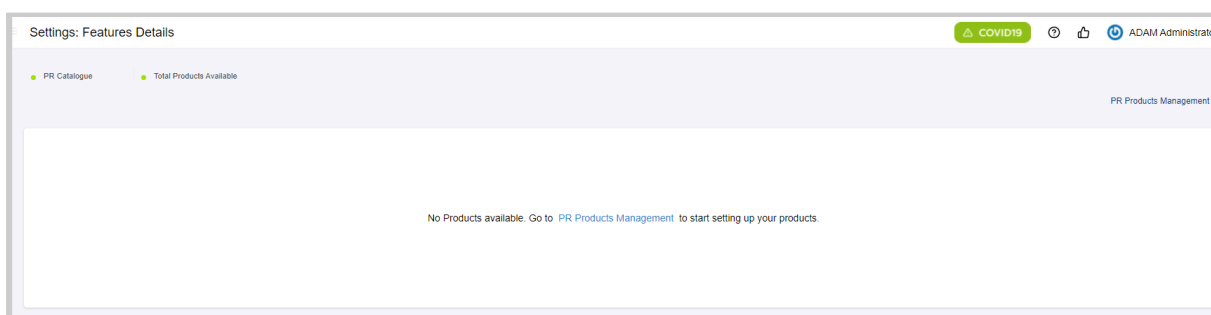 Settings: Features Details
COVID19
ADAM Administrato
PR Catalogue
Total Products Available
PR Products Management
No Products available. Go to PR Products Management to start setting up your products.